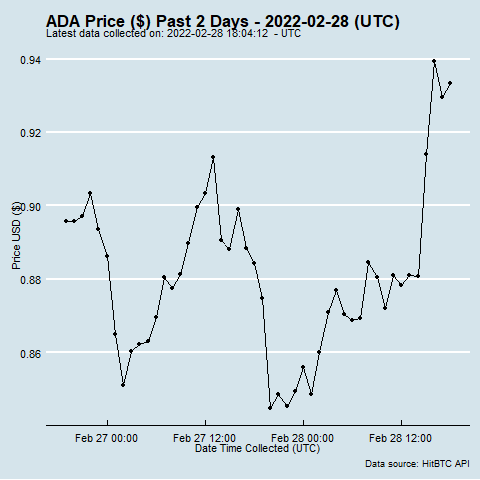 ADA Price ($) Past 2 Days - 2022-02-28 (UTC)
Latest data collected on: 2022-02-28 18:04:12  - UTC
Price USD ($)
0.94
0.92
0.90
0.88
0.86
Feb 27 00:00
Feb 27 12:00
Feb 28 00:00
Feb 28 12:00
Date Time Collected (UTC)
Data source: HitBTC API